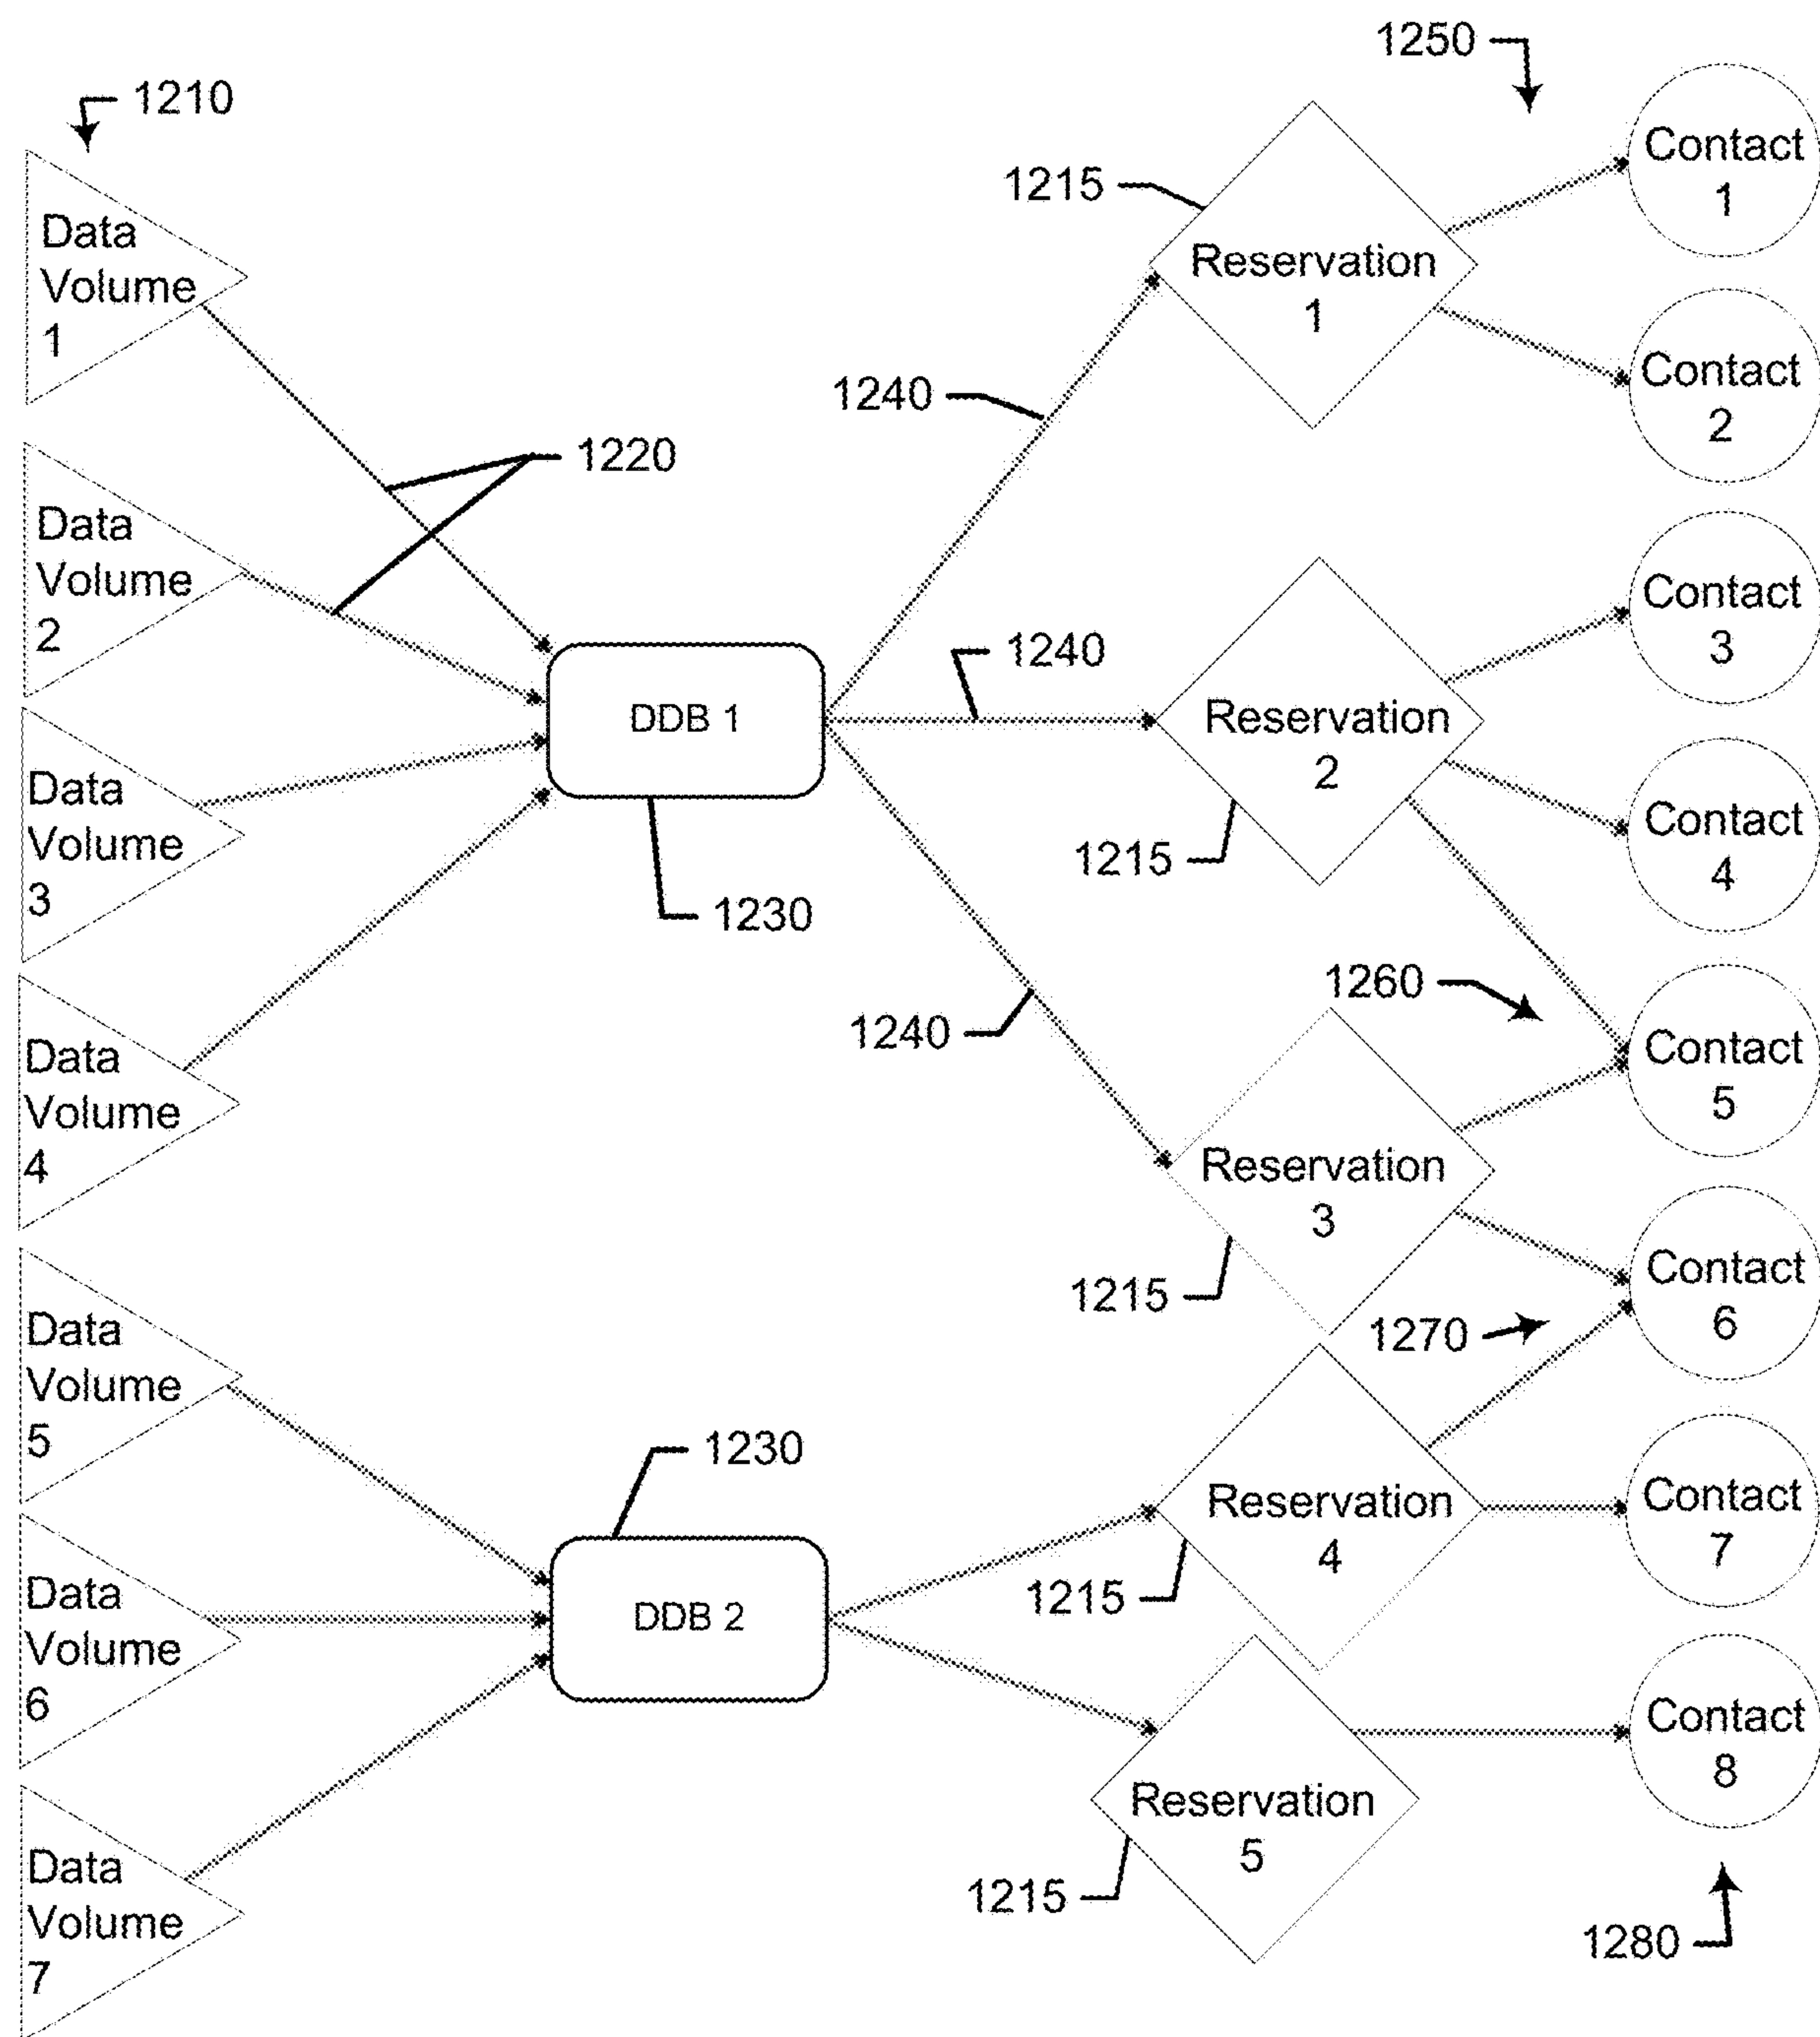 1210
Data
Volume
1
Data
Volume
2
Data
Volume
3
Data
Volume
4
Data
Volume
5
Data
Volume
6
Data
Volume
7
1220
DDB 1
1230
1230
DDB 2
1240
1240
1240
1215
Reservation
1
Reservation
2
1215
Reservation
3
1215
Reservation
4
1215
Reservation
5
1215
1250
1260
1270
Contact
1
Contact
2
Contact
3
Contact
4
Contact
5
Contact
6
Contact
7
Contact
8
1280